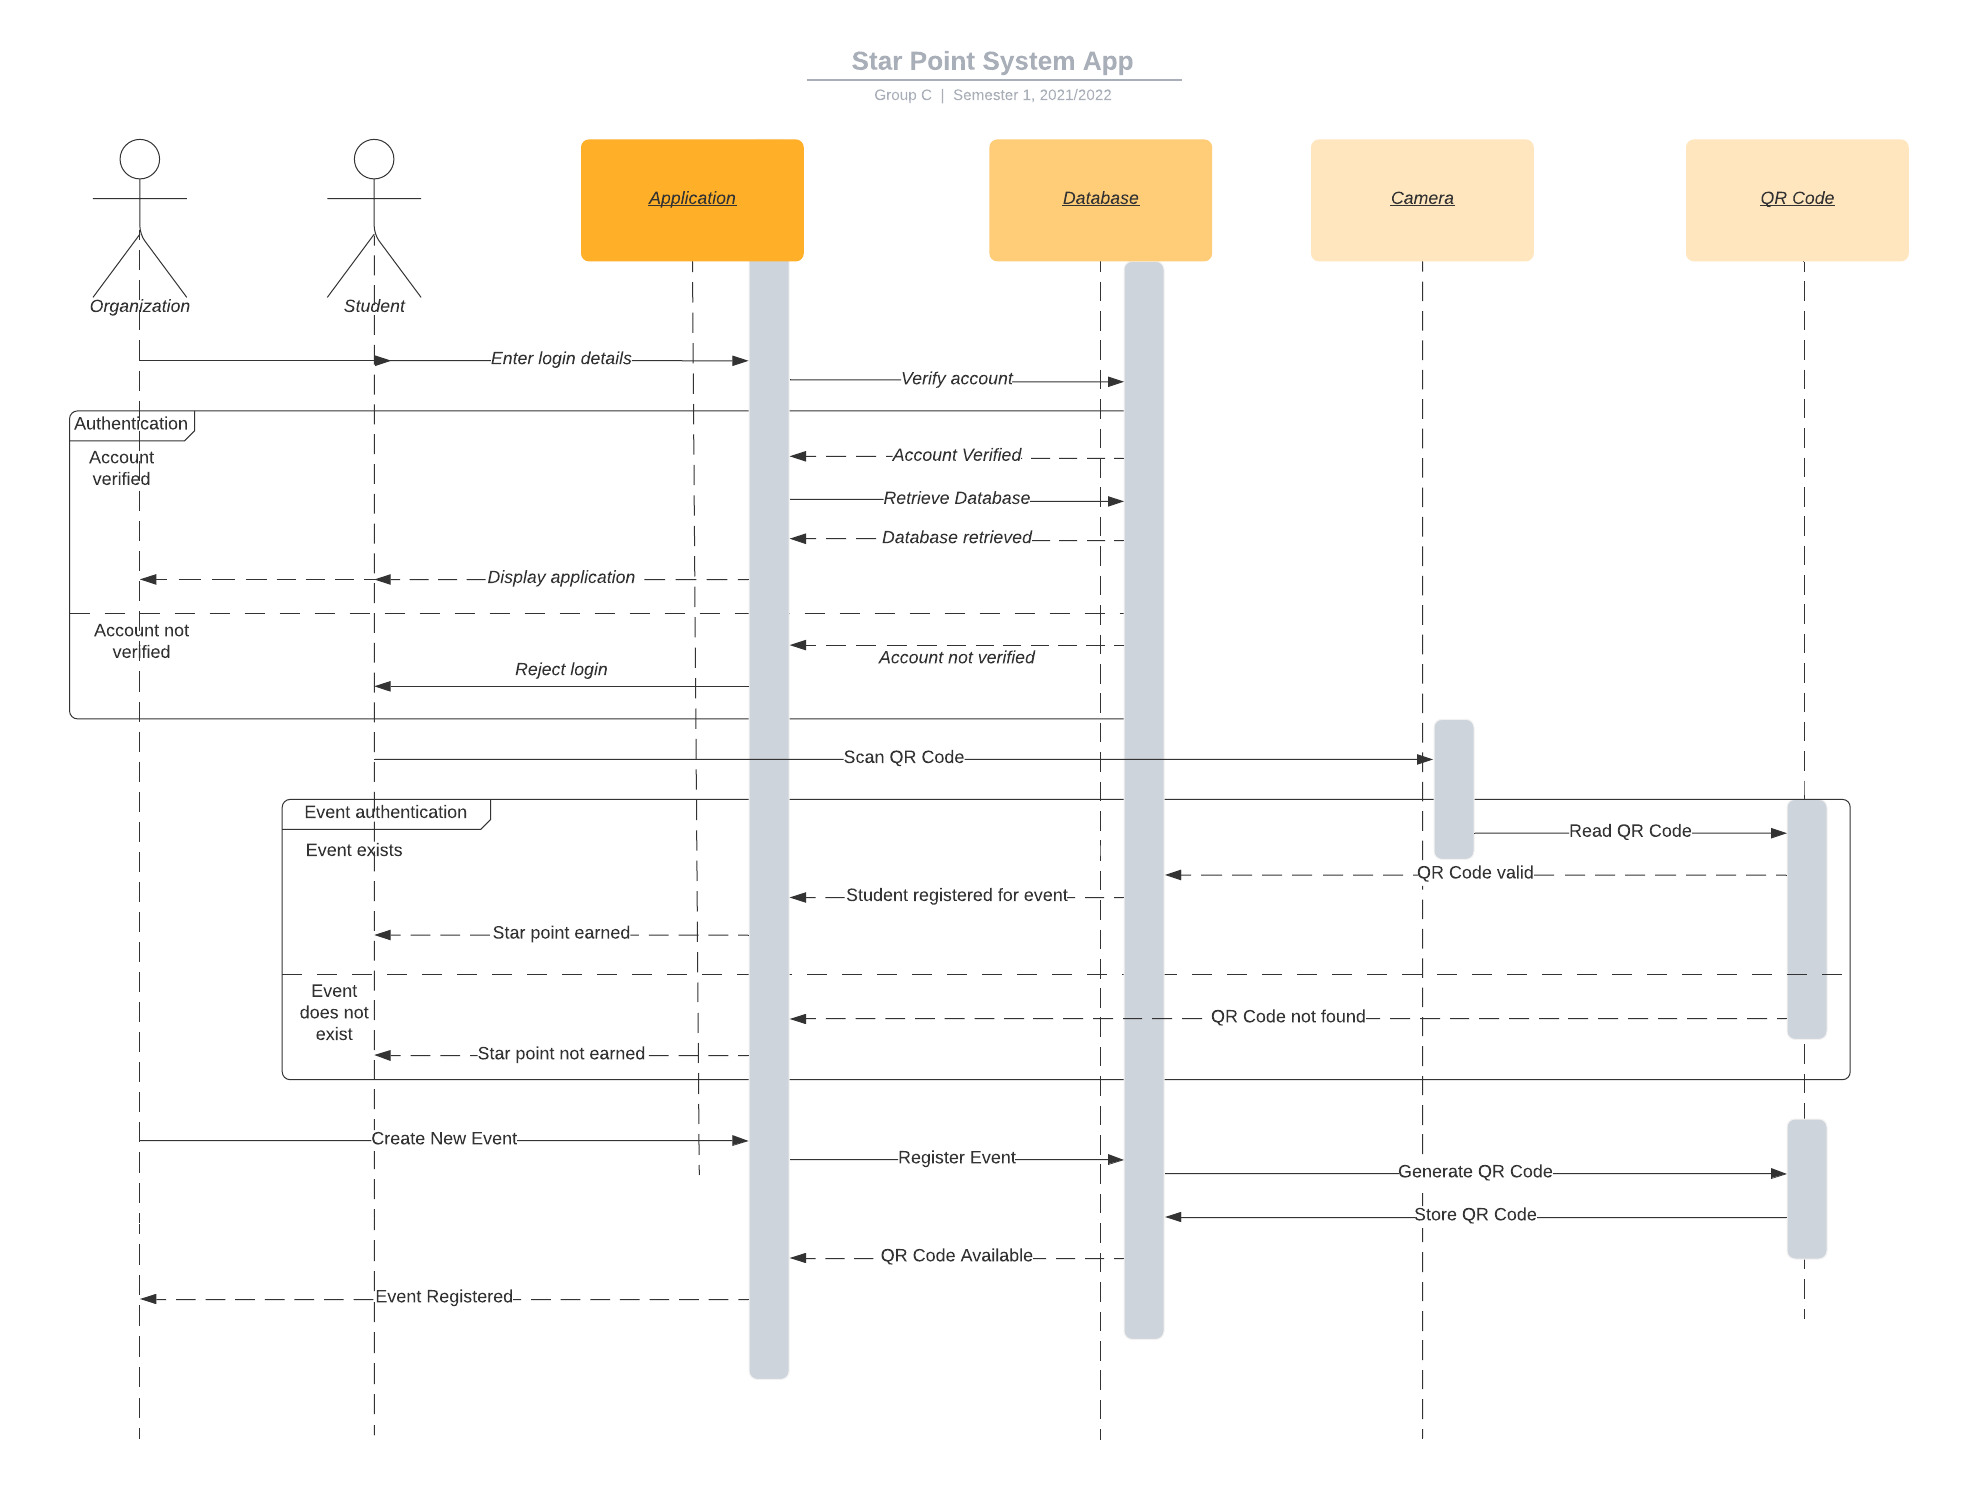 Star Point System App
Group C | Semester 1, 2021/2022
Application
Database
Camera
QR Code
Organization
Student
Enter login details
Verify account
Authentication
Account
verified
Account Verified
Retrieve Database
Database retrieved
Display application
Account not
verified
Account not verified
Reject login
Scan QR Code
Event authentication
Read QR Code
Event exists
QR Code valid
Student registered for event
Star point earned
Event
does not
exist
QR Code not found
Star point not earned
Create New Event
Register Event
Generate QR Code
Store QR Code
QR Code Available
Event Registered